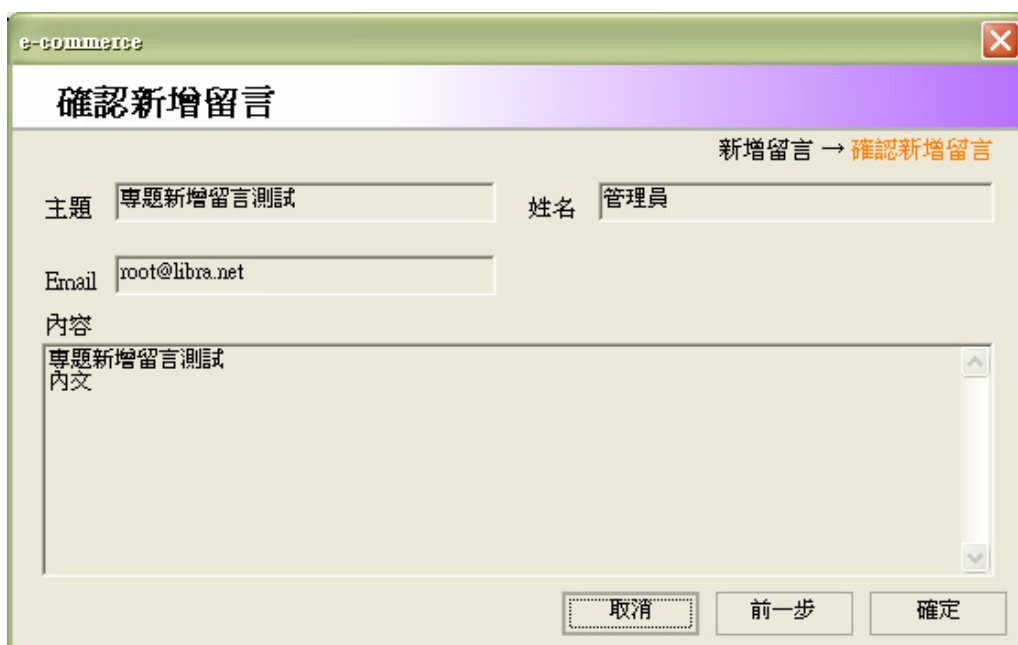 e-commerce
確認新增留言
新增留言 → 確認新增留言
主題 專題新增留言測試 姓名 管理員
Email root@libra.net
內容
專題新增留言測試
內文
取消 前一步 確定